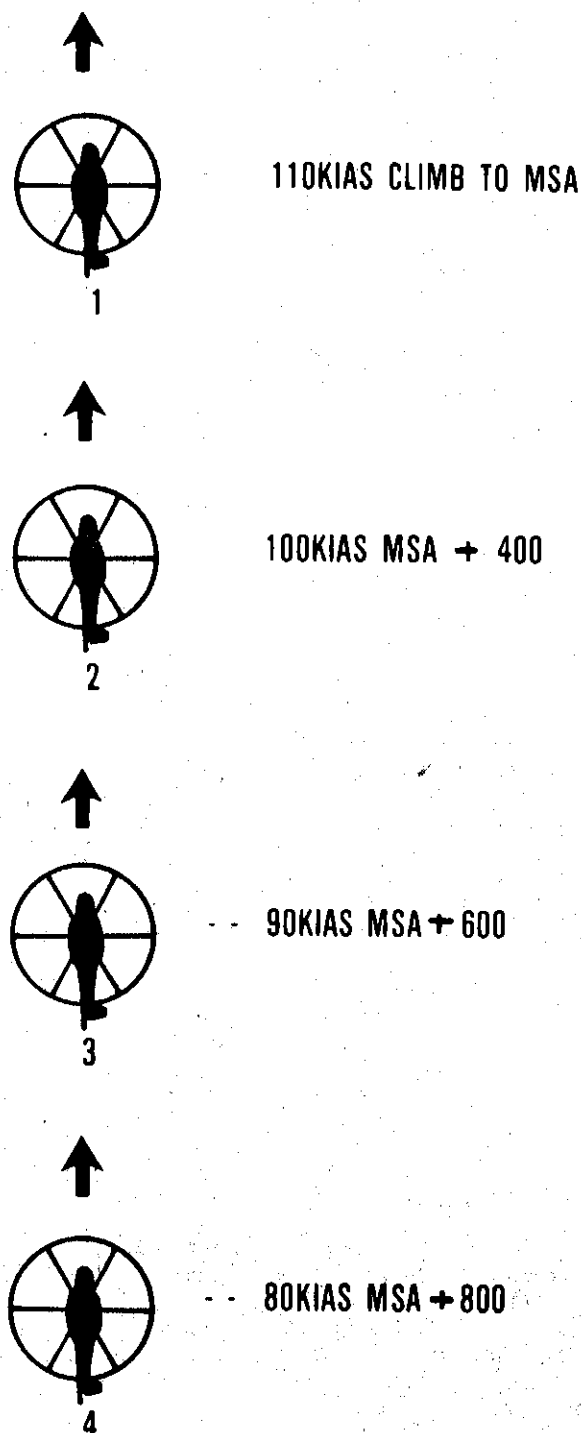 110KIAS CLIMB TO MSA
1
100KIAS MSA + 400
2
-- 90KIAS MSA + 600
3
-- 80KIAS MSA + 800
4